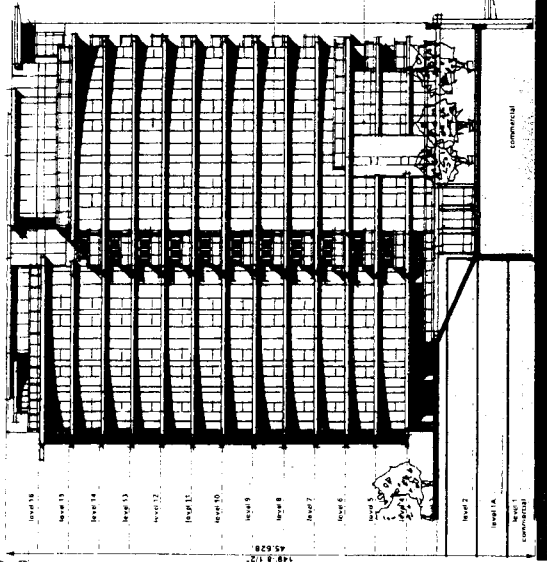 level 16
level 15
level 14
level 13
level 12
level 11
level 10
level 9
level 8
level 7
level 6
level 5
level 2
level 1A
level 1
commercial
commercial
149'-8 1/2"
45.628